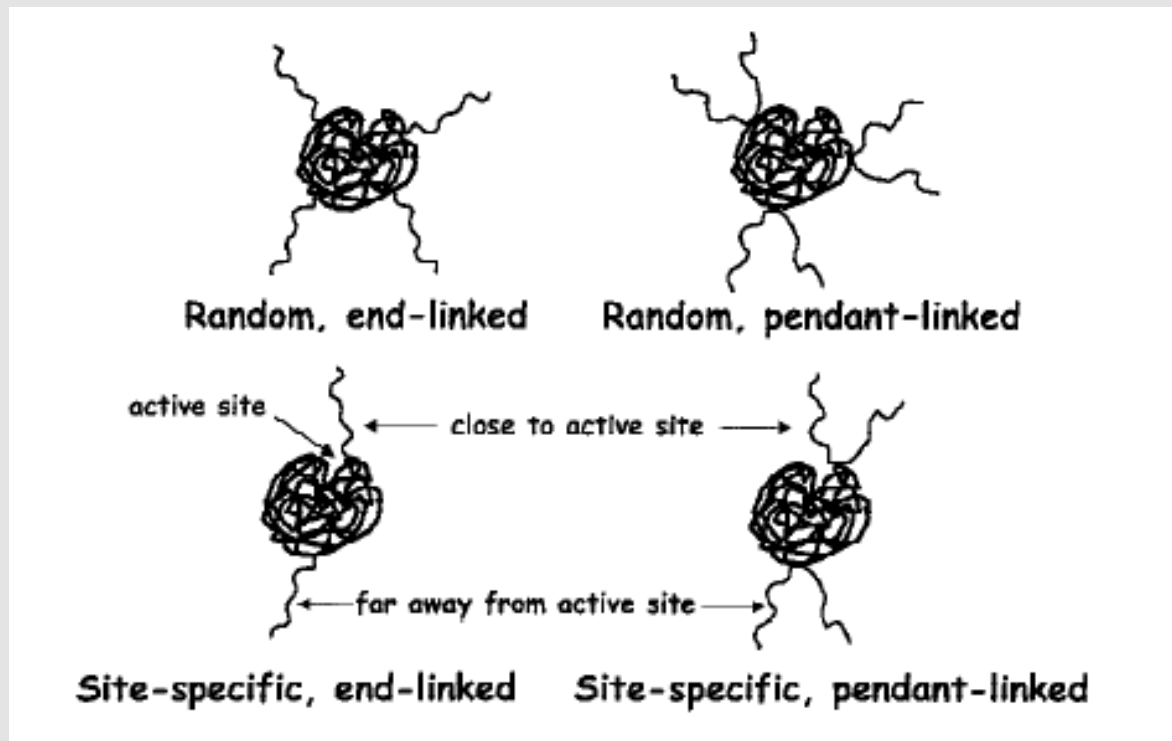 Random, end-linked
Random, pendant-linked
active site
close to active site
far away from active site
Site-specific, end-linked
Site-specific, pendant-linked